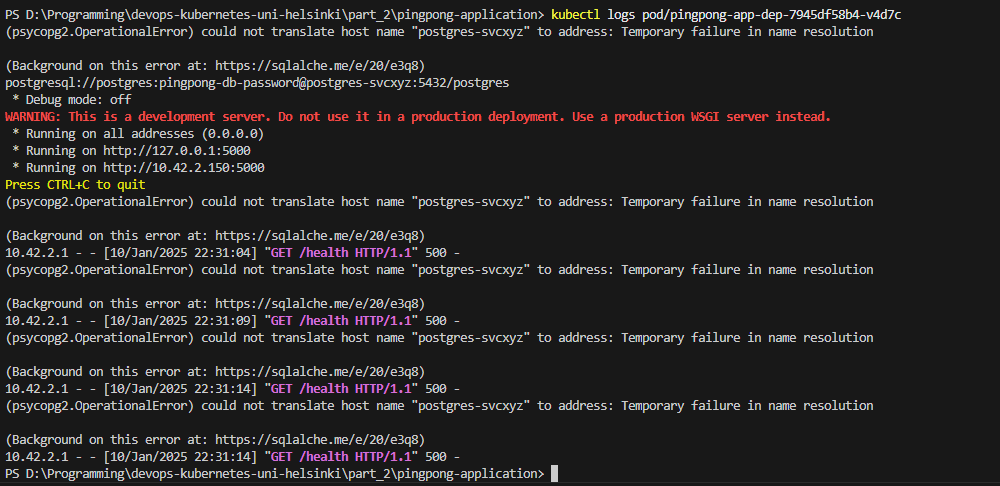 PS D:\Programming\devops-kubernetes-uni-helsinki\part_2\pingpong-application> kubectl logs pod/pingpong-app-dep-7945df58b4-v4d7c
(psycopg2.OperationalError) could not translate host name "postgres-svcxyz" to address: Temporary failure in name resolution
(Background on this error at: https://sqlalche.me/e/20/e3q8)
postgresql://postgres:pingpong-db-password@postgres-svcxyz:5432/postgres
* Debug mode: off
WARNING: This is a development server. Do not use it in a production deployment. Use a production WSGI server instead.
* Running on all addresses (0.0.0.0)
* Running on http://127.0.0.1:5000
* Running on http://10.42.2.150:5000
Press CTRL+C to quit
(psycopg2.OperationalError) could not translate host name "postgres-svcxyz" to address: Temporary failure in name resolution
(Background on this error at: https://sqlalche.me/e/20/e3q8)
10.42.2.1 - - [10/Jan/2025 22:31:04] "GET /health HTTP/1.1" 500 -
(psycopg2.OperationalError) could not translate host name "postgres-svcxyz" to address: Temporary failure in name resolution
(Background on this error at: https://sqlalche.me/e/20/e3q8)
10.42.2.1 - - [10/Jan/2025 22:31:09] "GET /health HTTP/1.1" 500 -
(psycopg2.OperationalError) could not translate host name "postgres-svcxyz" to address: Temporary failure in name resolution
(Background on this error at: https://sqlalche.me/e/20/e3q8)
10.42.2.1 - - [10/Jan/2025 22:31:14] "GET /health HTTP/1.1" 500 -
(psycopg2.OperationalError) could not translate host name "postgres-svcxyz" to address: Temporary failure in name resolution
(Background on this error at: https://sqlalche.me/e/20/e3q8)
10.42.2.1 - - [10/Jan/2025 22:31:14] "GET /health HTTP/1.1" 500 -
PS D:\Programming\devops-kubernetes-uni-helsinki\part_2\pingpong-application>